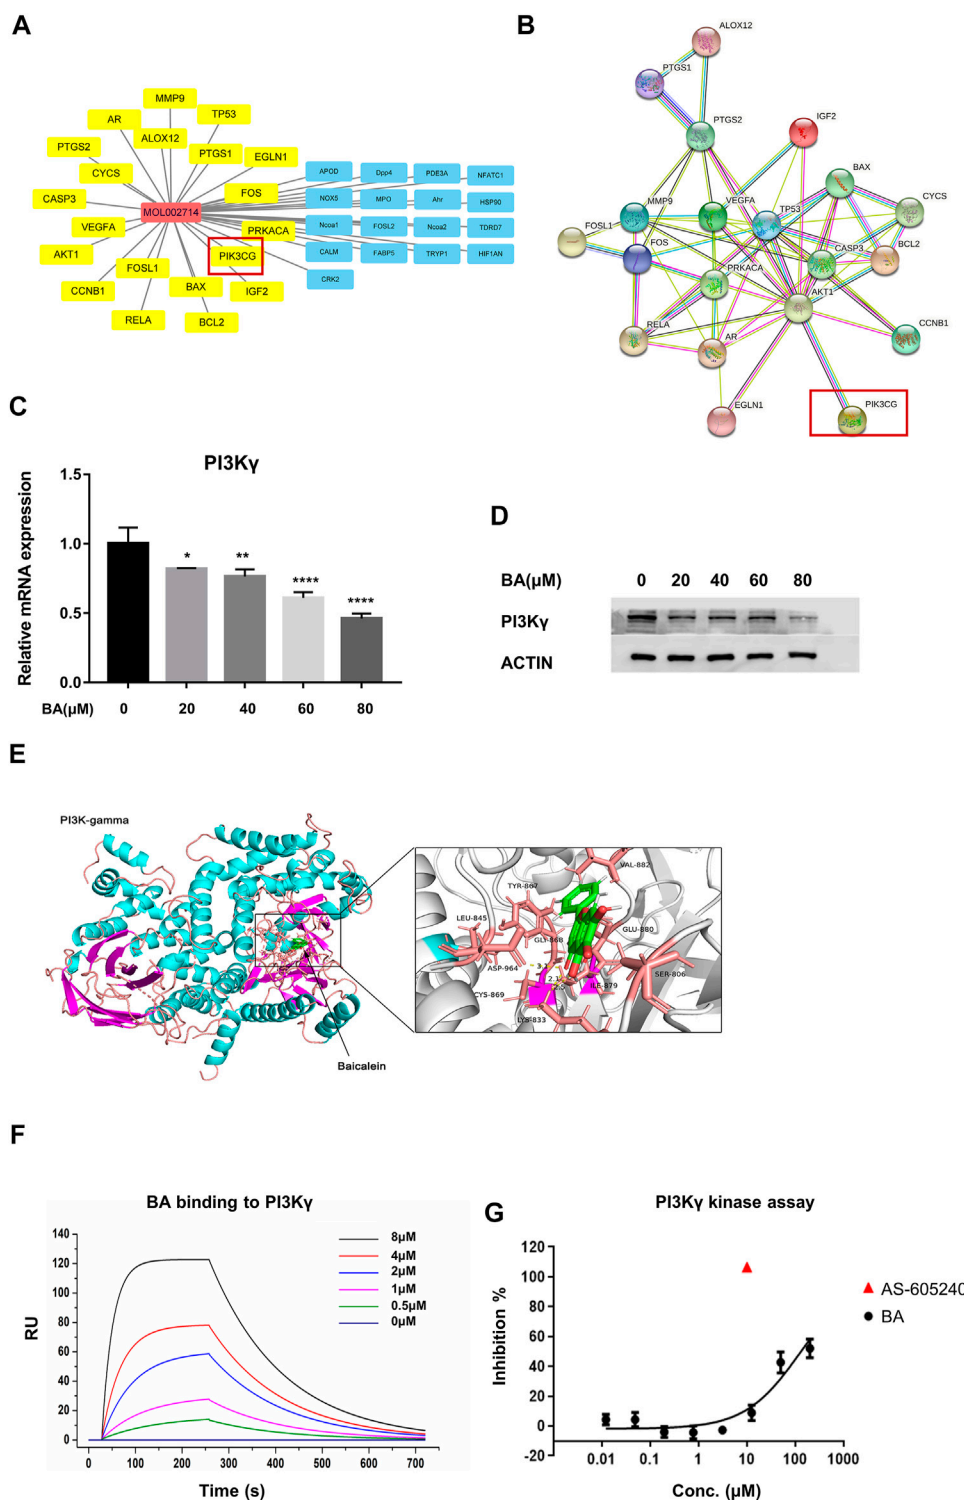 A
MMP9
AR
TP53
ALOX12
PTGS2
PTGS1
EGLN1
CYCS
CASP3
FOS
MOL002714
VEGFA
PRKACA
AKT1
PIK3CG
FOSL1
CCNB1
BAX
IGF2
RELA
BCL2
APOD Dpp4 PDE3A NFATC1
NOX5 MPO Ahr HSP90
Ncoa1 FOSL2 Ncoa2 TDRD7
CALM FABP5 TRYP1 HIF1AN
CRK2
B
ALOX12
PTGS1
PTGS2
IGF2
BAX
CYCS
MMP9
VEGFA
TP53
FOSL1
FOS
CASP3
BCL2
PRKACA
AKT1
RELA
AR
CCNB1
EGLN1
PIK3CG
C
PI3Kγ
Relative mRNA expression
1.5
1.0
0.5
0.0
*
**
****
****
BA(μM) 0 20 40 60 80
D
BA(μM) 0 20 40 60 80
PI3Kγ
ACTIN
E
PI3K-gamma
Baicalein
VAL-882
TYR-867
LEU-845
GLY-868
GLU-880
ASP-964
SER-806
CYS-869
ILE-879
LYS-833
F
BA binding to PI3Kγ
RU
140
120
100
80
60
40
20
0
8μM
4μM
2μM
1μM
0.5μM
0μM
0 100 200 300 400 500 600 700
Time (s)
G
PI3Kγ kinase assay
Inhibition %
120
100
80
60
40
20
0
-20
AS-605240
BA
0.01 0.1 1 10 100 1000
Conc. (μM)